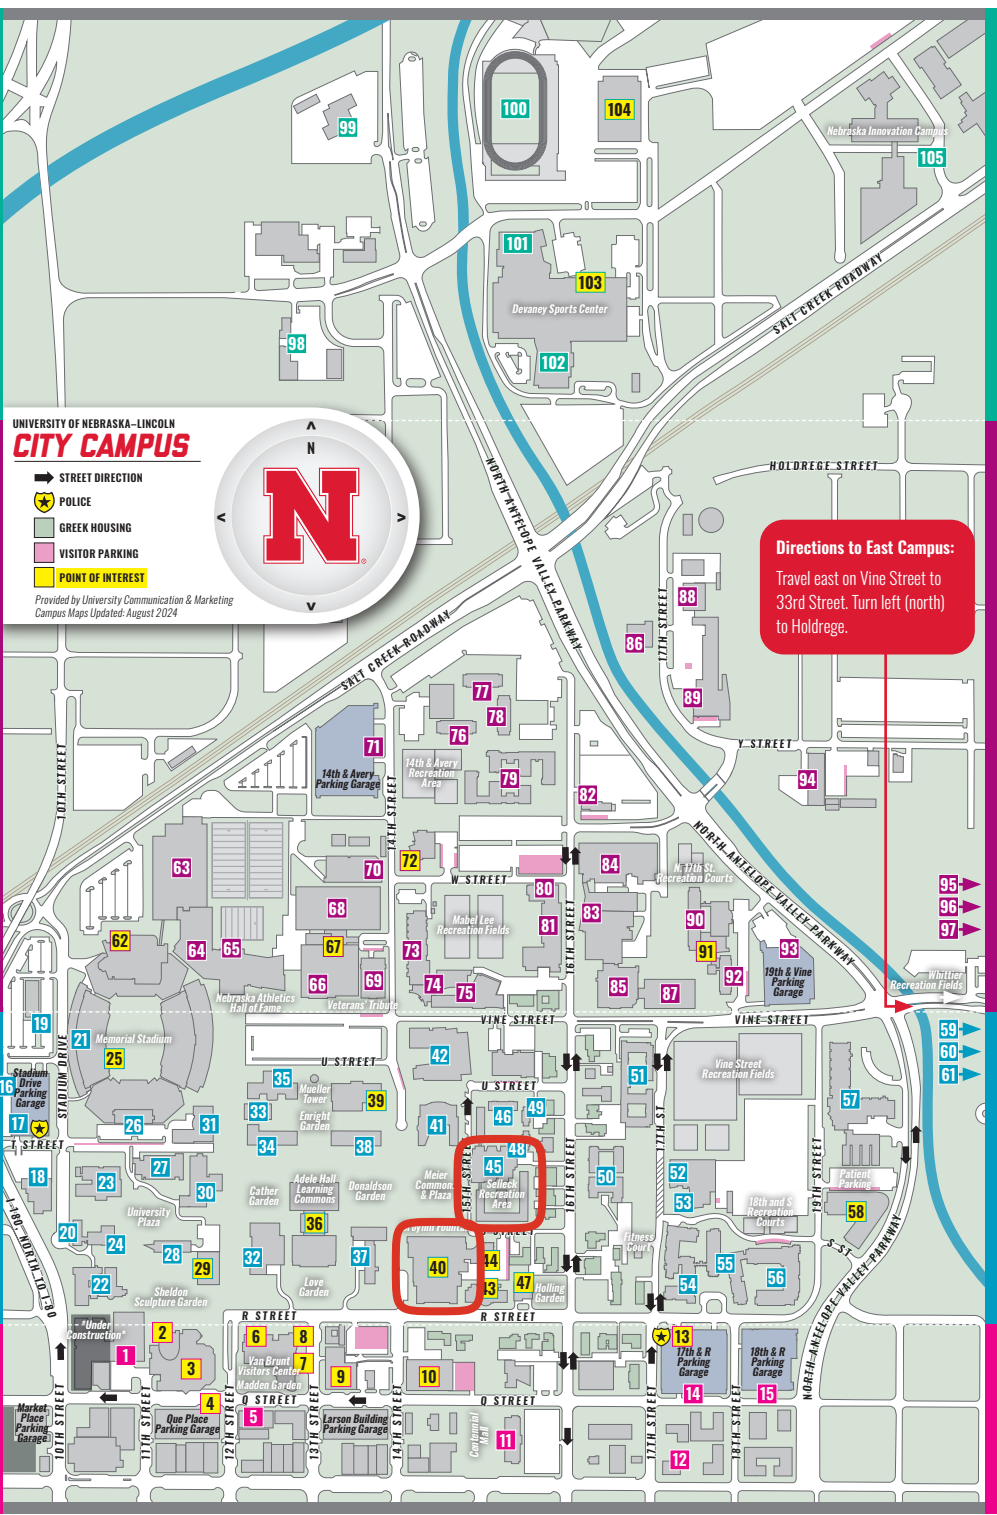 99
100
104
Nebraska Innovation Campus
105
101
103
Devaney Sports Center
102
98
SALT CREEK ROADWAY
UNIVERSITY OF NEBRASKA–LINCOLN
CITY CAMPUS
STREET DIRECTION
POLICE
GREEK HOUSING
VISITOR PARKING
POINT OF INTEREST
Provided by University Communication & Marketing
Campus Maps Updated: August 2024
N
N
®
HOLDREGE STREET
NORTH ANTELOPE VALLEY PARKWAY
Directions to East Campus:
Travel east on Vine Street to
33rd Street. Turn left (north)
to Holdrege.
88
86
17TH STREET
89
SALT CREEK ROADWAY
77
78
76
71
14th & Avery
Parking Garage
14th & Avery
Recreation
Area
79
82
Y STREET
94
10TH STREET
14TH STREET
NORTH ANTELOPE VALLEY PARKWAY
63
70
72
W STREET
84
N. 17th St.
Recreation Courts
80
95
96
97
68
Mabel Lee
Recreation Fields
81
83
16TH STREET
90
91
62
64
65
67
73
93
19th & Vine
Parking
Garage
92
66
69
74
75
85
87
Nebraska Athletics
Hall of Fame
Veterans' Tribute
Whittier
Recreation Fields
VINE STREET
VINE STREET
19
21
Memorial Stadium
25
STADIUM DRIVE
U STREET
42
59
60
61
16
Stadium
Drive
Parking
Garage
17
35
Mueller
Tower
39
U STREET
51
Vine Street
Recreation Fields
57
33
Enright
Garden
46
49
26
31
41
17TH ST
T STREET
34
38
48
45
15TH STREET
16TH STREET
18
23
27
30
Cather
Garden
Adele Hall
Learning
Commons
Donaldson
Garden
Meier
Commons
& Plaza
Selleck
Recreation
Area
50
52
53
19TH STREET
Patient
Parking
58
18th and S
Recreation
Courts
University
Plaza
20
24
28
36
29
32
37
40
44
Fitness
Court
S ST
I-180, NORTH TO I-80
22
Sheldon
Sculpture Garden
Love
Garden
43
47
Holling
Garden
54
55
56
R STREET
R STREET
NORTH ANTELOPE VALLEY PARKWAY
*Under
Construction*
1
2
3
6
8
Van Brunt
Visitors Center
7
Madden Garden
9
10
13
17th & R
Parking
Garage
14
18th & R
Parking
Garage
15
4
Q STREET
Q STREET
Market
Place
Parking
Garage
10TH STREET
11TH STREET
Que Place
Parking Garage
12TH STREET
5
13TH STREET
Larson Building
Parking Garage
14TH STREET
Centennial
Mall
11
17TH STREET
12
18TH STREET